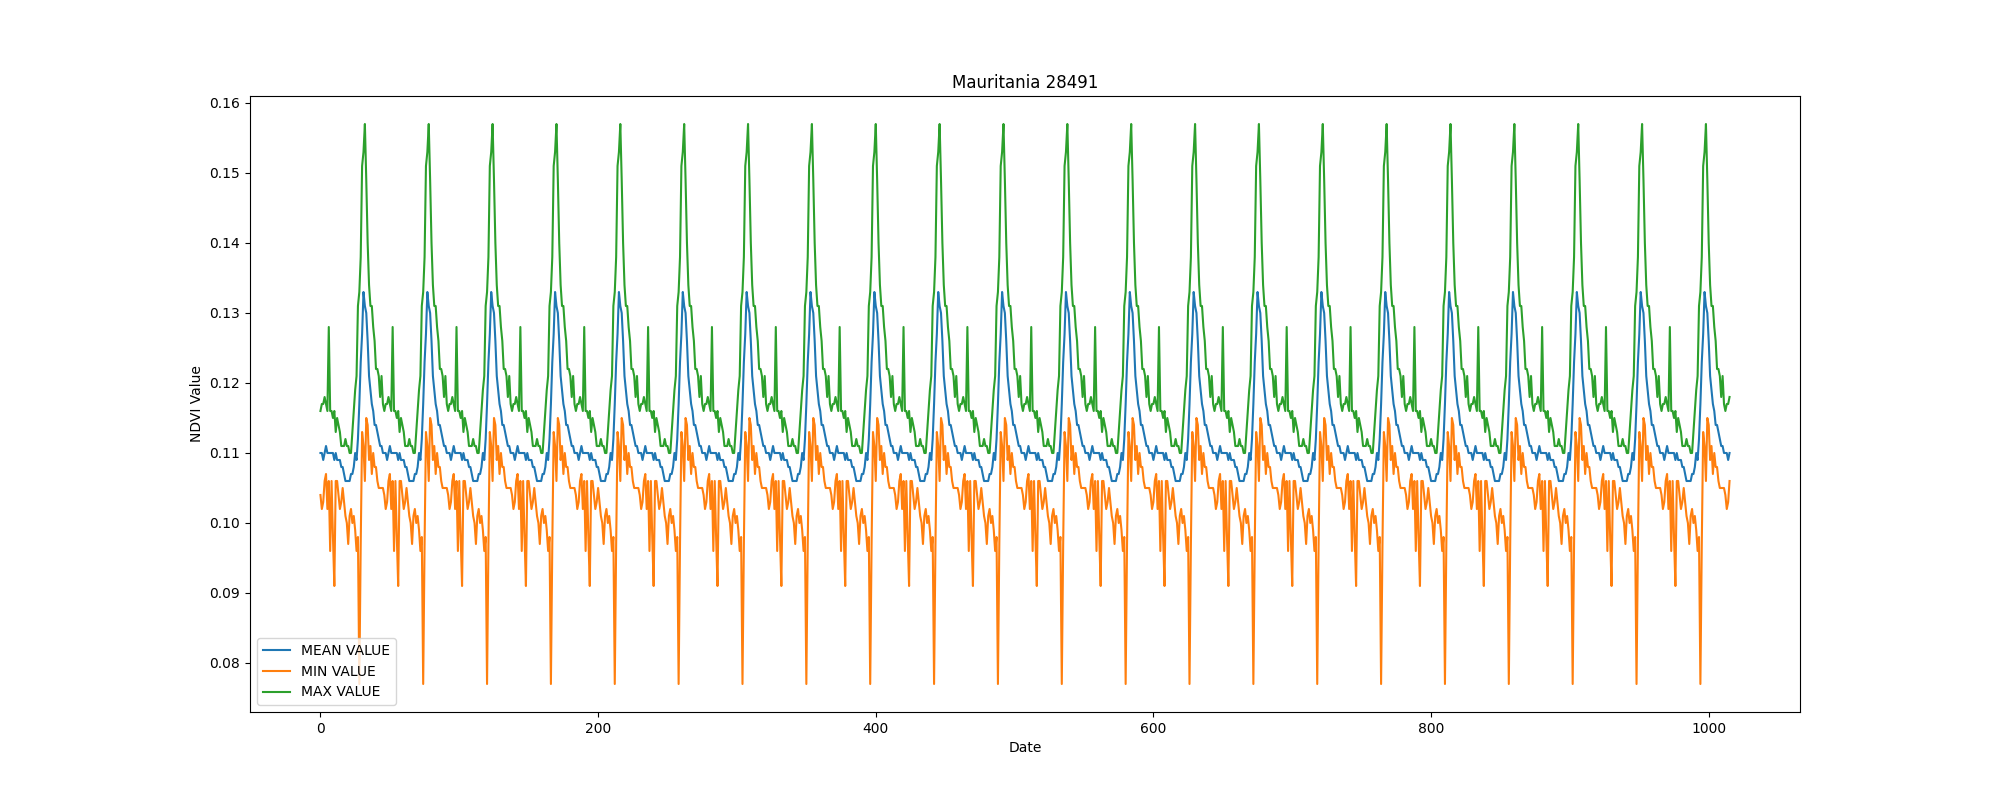 Mauritania 28491
NDVI Value
0.16
0.15
0.14
0.13
0.12
0.11
0.10
0.09
0.08
MEAN VALUE
MIN VALUE
MAX VALUE
0 200 400 600 800 1000
Date